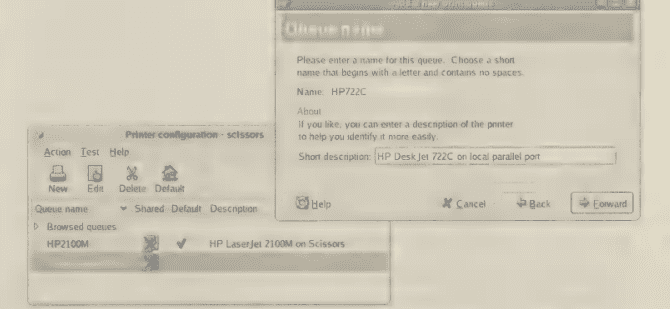 Queue name
Please enter a name for this queue. Choose a short
name that begins with a letter and contains no spaces.
Name: HP722C
About
If you like, you can enter a description of the printer
to help you identify it more easily.
Short description: HP DeskJet 722C on local parallel port
Help Cancel Back Forward
Printer configuration - scissors
Action Test Help
New Edit Delete Default
Queue name Shared Default Description
Browsed queues
HP2100M HP LaserJet 2100M on Scissors